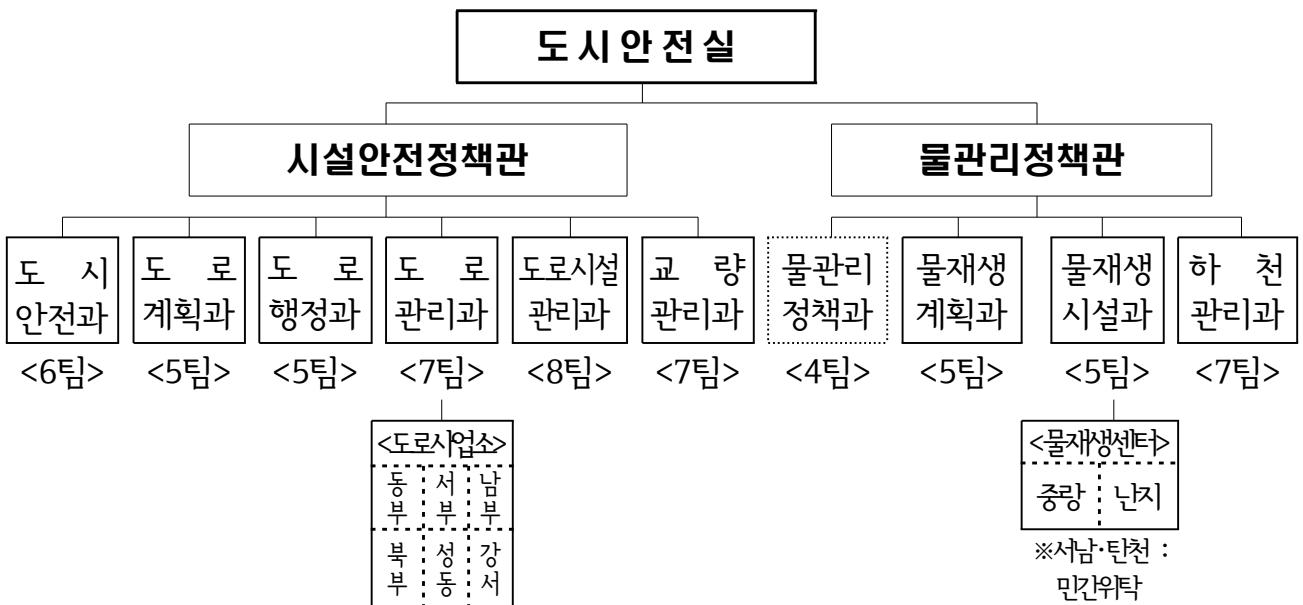 도시안전실
시설안전정책관
물관리정책관
도 시
안전과
<6팀>
도 로
계획과
<5팀>
도 로
행정과
<5팀>
도 로
관리과
<7팀>
도로시설
관리과
<8팀>
교 량
관리과
<7팀>
물관리
정책과
<4팀>
물재생
계획과
<5팀>
물재생
시설과
<5팀>
하 천
관리과
<7팀>
<도로사업소>
동부
서부
남부
북부
성동
강서
<물재생센터>
중랑
난지
※서남·탄천 :
민간위탁